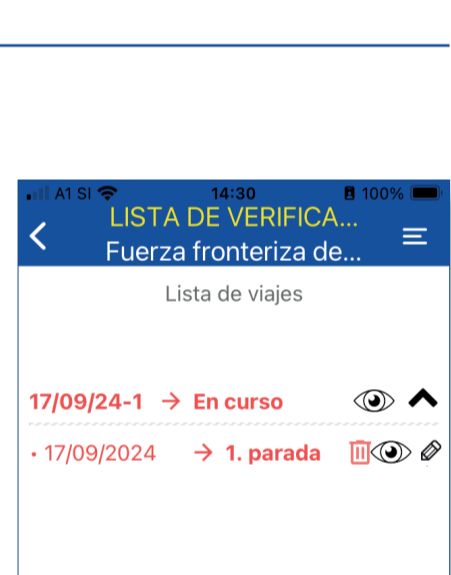 A1 SI 14:30 100%
LISTA DE VERIFICA...
Fuerza fronteriza de...
Lista de viajes
17/09/24-1 → En curso
• 17/09/2024 → 1. parada